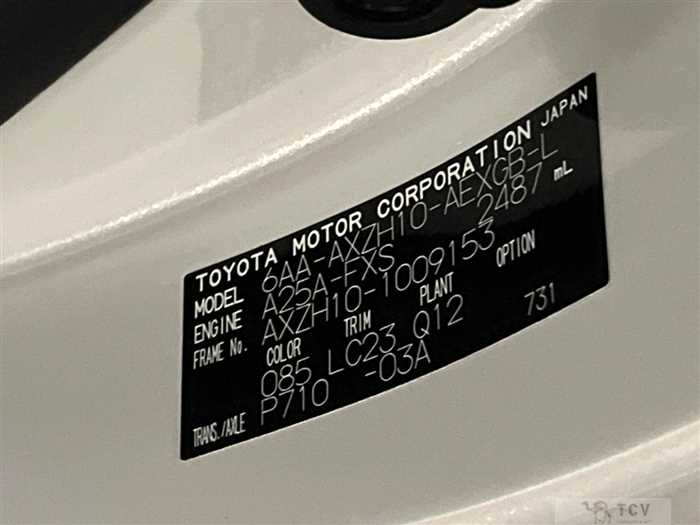 TOYOTA MOTOR CORPORATION JAPAN
MODEL 6AA-AXZH10-AEXGB-L
ENGINE A25A-FXS 2487 mL
FRAME No. AXZH10-1009153
COLOR TRIM PLANT OPTION
085 LC23 Q12 731
TRANS./AXLE P710 -03A
TCV